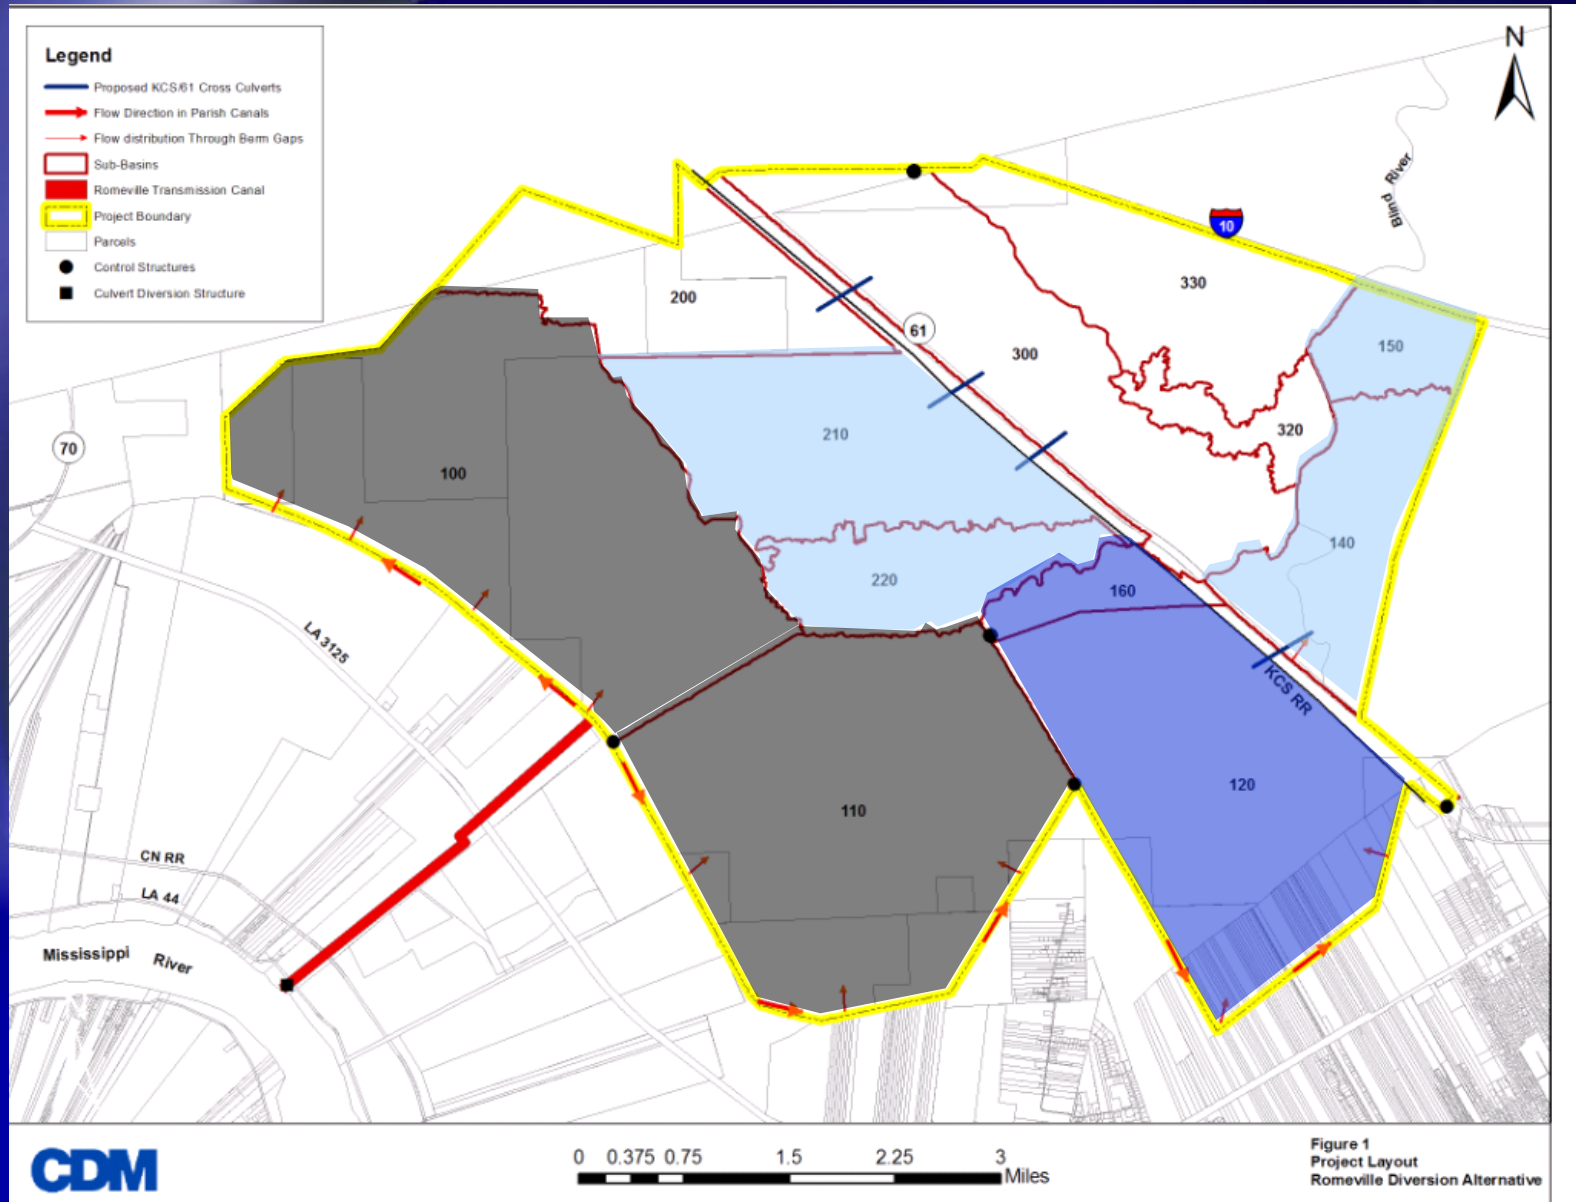 Legend
Proposed KCS/61 Cross Culverts
Flow Direction in Parish Canals
Flow distribution Through Berm Gaps
Sub-Basins
Romeville Transmission Canal
Project Boundary
Parcels
Control Structures
Culvert Diversion Structure
N
Blind River
10
330
200
61
300
150
320
70
210
100
140
220
160
LA 3125
KCS RR
120
110
CN RR
LA 44
Mississippi River
CDM
0 0.375 0.75 1.5 2.25 3
Miles
Figure 1
Project Layout
Romeville Diversion Alternative